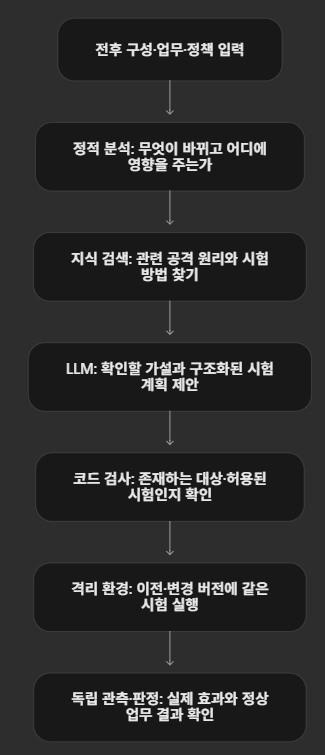 전후 구성·업무·정책 입력
정적 분석: 무엇이 바뀌고 어디에
영향을 주는가
지식 검색: 관련 공격 원리와 시험
방법 찾기
LLM: 확인할 가설과 구조화된 시험
계획 제안
코드 검사: 존재하는 대상·허용된
시험인지 확인
격리 환경: 이전·변경 버전에 같은
시험 실행
독립 관측·판정: 실제 효과와 정상
업무 결과 확인